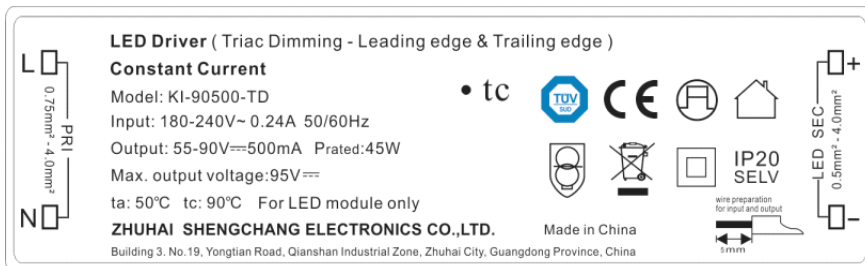 LED Driver ( Triac Dimming - Leading edge & Trailing edge )
Constant Current
Model: KI-90500-TD
Input: 180-240V~ 0.24A 50/60Hz
Output: 55-90V⎓500mA Prated:45W
Max. output voltage:95V⎓
ta: 50℃ tc: 90℃ For LED module only
ZHUHAI SHENGCHANG ELECTRONICS CO.,LTD.
Building 3. No.19, Yongtian Road, Qianshan Industrial Zone, Zhuhai City, Guangdong Province, China
L
N
PRI
0.75mm² - 4.0mm²
• tc
TÜV
SUD
CE
IP20
SELV
Made in China
wire preparation
for input and output
5mm
LED SEC
0.5mm² - 4.0mm²
+
-